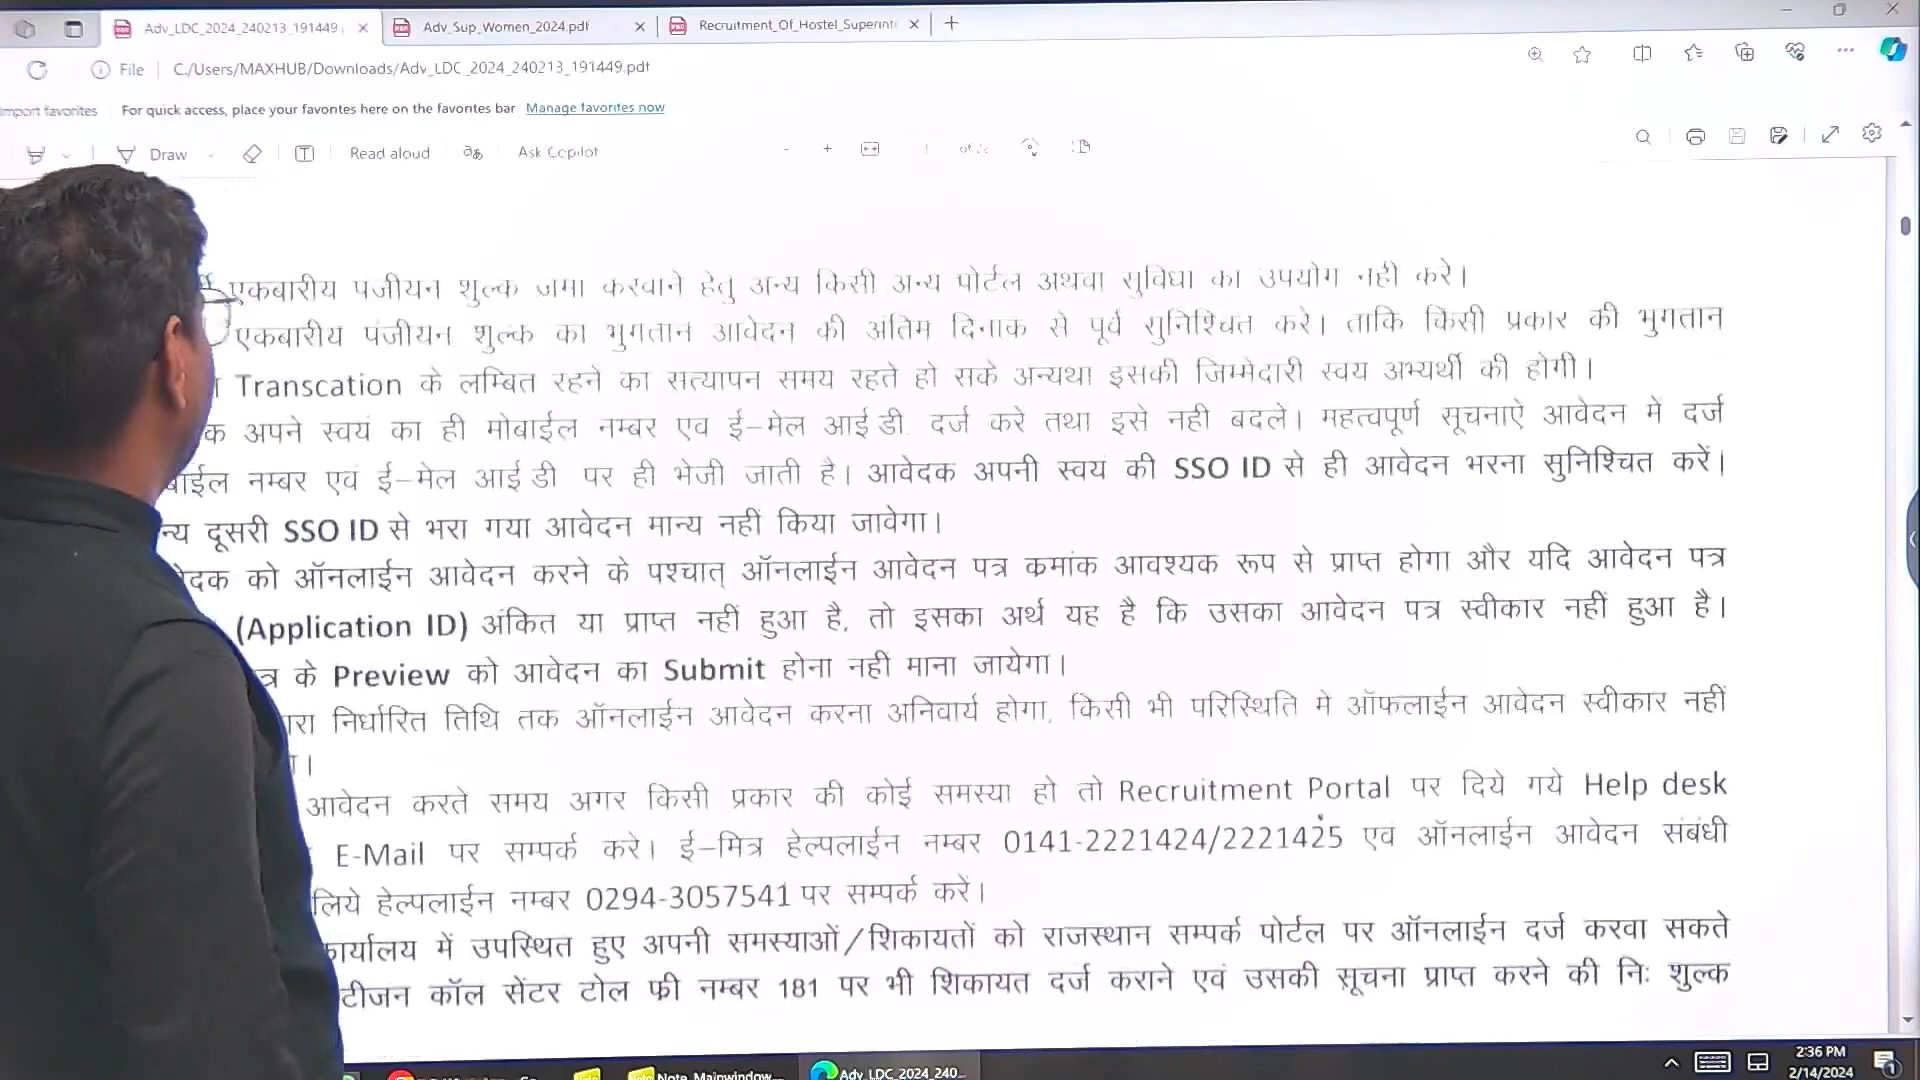 Adv_LDC_2024_240213_191449
Adv_Sup_Women_2024.pdf
Recruitment_Of_Hostel_Superint
File C:/Users/MAXHUB/Downloads/Adv_LDC_2024_240213_191449.pdf
import favorites For quick access, place your favorites here on the favorites bar Manage favorites now
Draw Read aloud Ask Copilot
एकबारीय पंजीयन शुल्क जमा करवाने हेतु अन्य किसी अन्य पोर्टल अथवा सुविधा का उपयोग नहीं करे।
एकबारीय पंजीयन शुल्क का भुगतान आवेदन की अंतिम दिनांक से पूर्व सुनिश्चित करे। ताकि किसी प्रकार की भुगतान
Transcation के लम्बित रहने का सत्यापन समय रहते हो सके अन्यथा इसकी जिम्मेदारी स्वयं अभ्यर्थी की होगी।
अपने स्वयं का ही मोबाईल नम्बर एवं ई–मेल आई डी दर्ज करे तथा इसे नहीं बदले। महत्वपूर्ण सूचनाऐं आवेदन में दर्ज
नम्बर एवं ई–मेल आई डी पर ही भेजी जाती है। आवेदक अपनी स्वयं की SSO ID से ही आवेदन भरना सुनिश्चित करें।
दूसरी SSO ID से भरा गया आवेदन मान्य नहीं किया जावेगा।
को ऑनलाईन आवेदन करने के पश्चात् ऑनलाईन आवेदन पत्र क्रमांक आवश्यक रूप से प्राप्त होगा और यदि आवेदन पत्र
(Application ID) अंकित या प्राप्त नहीं हुआ है, तो इसका अर्थ यह है कि उसका आवेदन पत्र स्वीकार नहीं हुआ है।
के Preview को आवेदन का Submit होना नहीं माना जायेगा।
निर्धारित तिथि तक ऑनलाईन आवेदन करना अनिवार्य होगा, किसी भी परिस्थिति में ऑफलाईन आवेदन स्वीकार नहीं
आवेदन करते समय अगर किसी प्रकार की कोई समस्या हो तो Recruitment Portal पर दिये गये Help desk
E-Mail पर सम्पर्क करे। ई–मित्र हेल्पलाईन नम्बर 0141-2221424/2221425 एवं ऑनलाईन आवेदन संबंधी
लिये हेल्पलाईन नम्बर 0294-3057541 पर सम्पर्क करें।
में उपस्थित हुए अपनी समस्याओं/शिकायतों को राजस्थान सम्पर्क पोर्टल पर ऑनलाईन दर्ज करवा सकते
कॉल सेंटर टोल फ्री नम्बर 181 पर भी शिकायत दर्ज कराने एवं उसकी सूचना प्राप्त करने की निः शुल्क
Note_Mainwindow... Adv_LDC_2024_240...
2:36 PM
2/14/2024